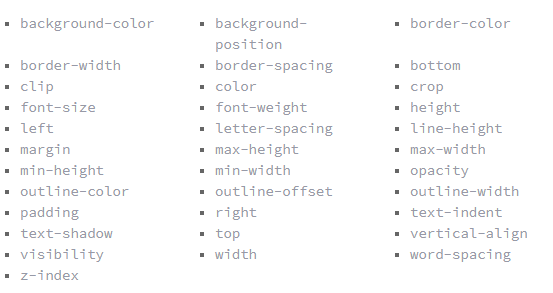 background-color
background-
position
border-color
border-width
border-spacing
bottom
clip
color
crop
font-size
font-weight
height
left
letter-spacing
line-height
margin
max-height
max-width
min-height
min-width
opacity
outline-color
outline-offset
outline-width
padding
right
text-indent
text-shadow
top
vertical-align
visibility
width
word-spacing
z-index